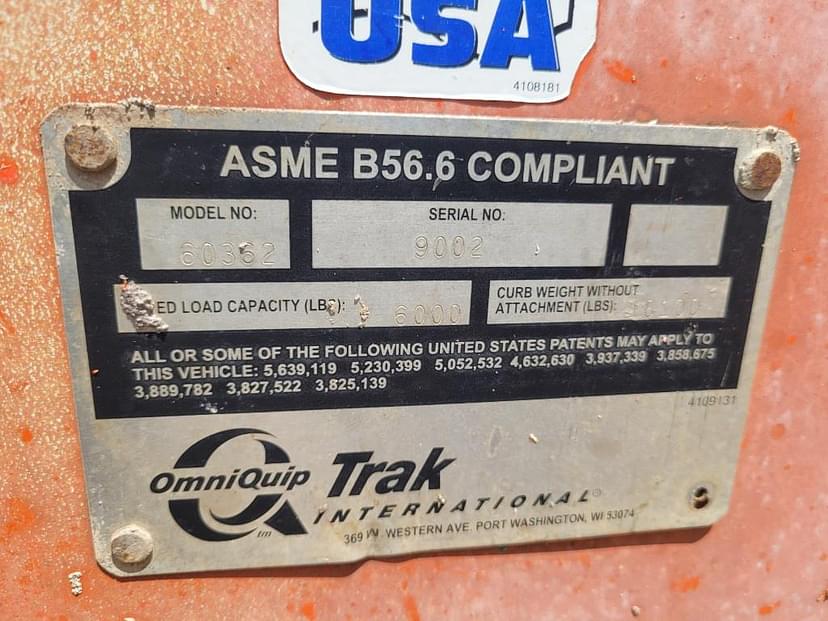 USA
4108181
ASME B56.6 COMPLIANT
MODEL NO: SERIAL NO:
60362 9002
ED LOAD CAPACITY (LBS): 6000
CURB WEIGHT WITHOUT
ATTACHMENT (LBS):
ALL OR SOME OF THE FOLLOWING UNITED STATES PATENTS MAY APPLY TO
THIS VEHICLE: 5,639,119 5,230,399 5,052,532 4,632,630 3,937,339 3,858,675
3,889,782 3,827,522 3,825,139
4109131
OmniQuip Trak
tm
INTERNATIONAL®
369 W. WESTERN AVE. PORT WASHINGTON, WI 53074